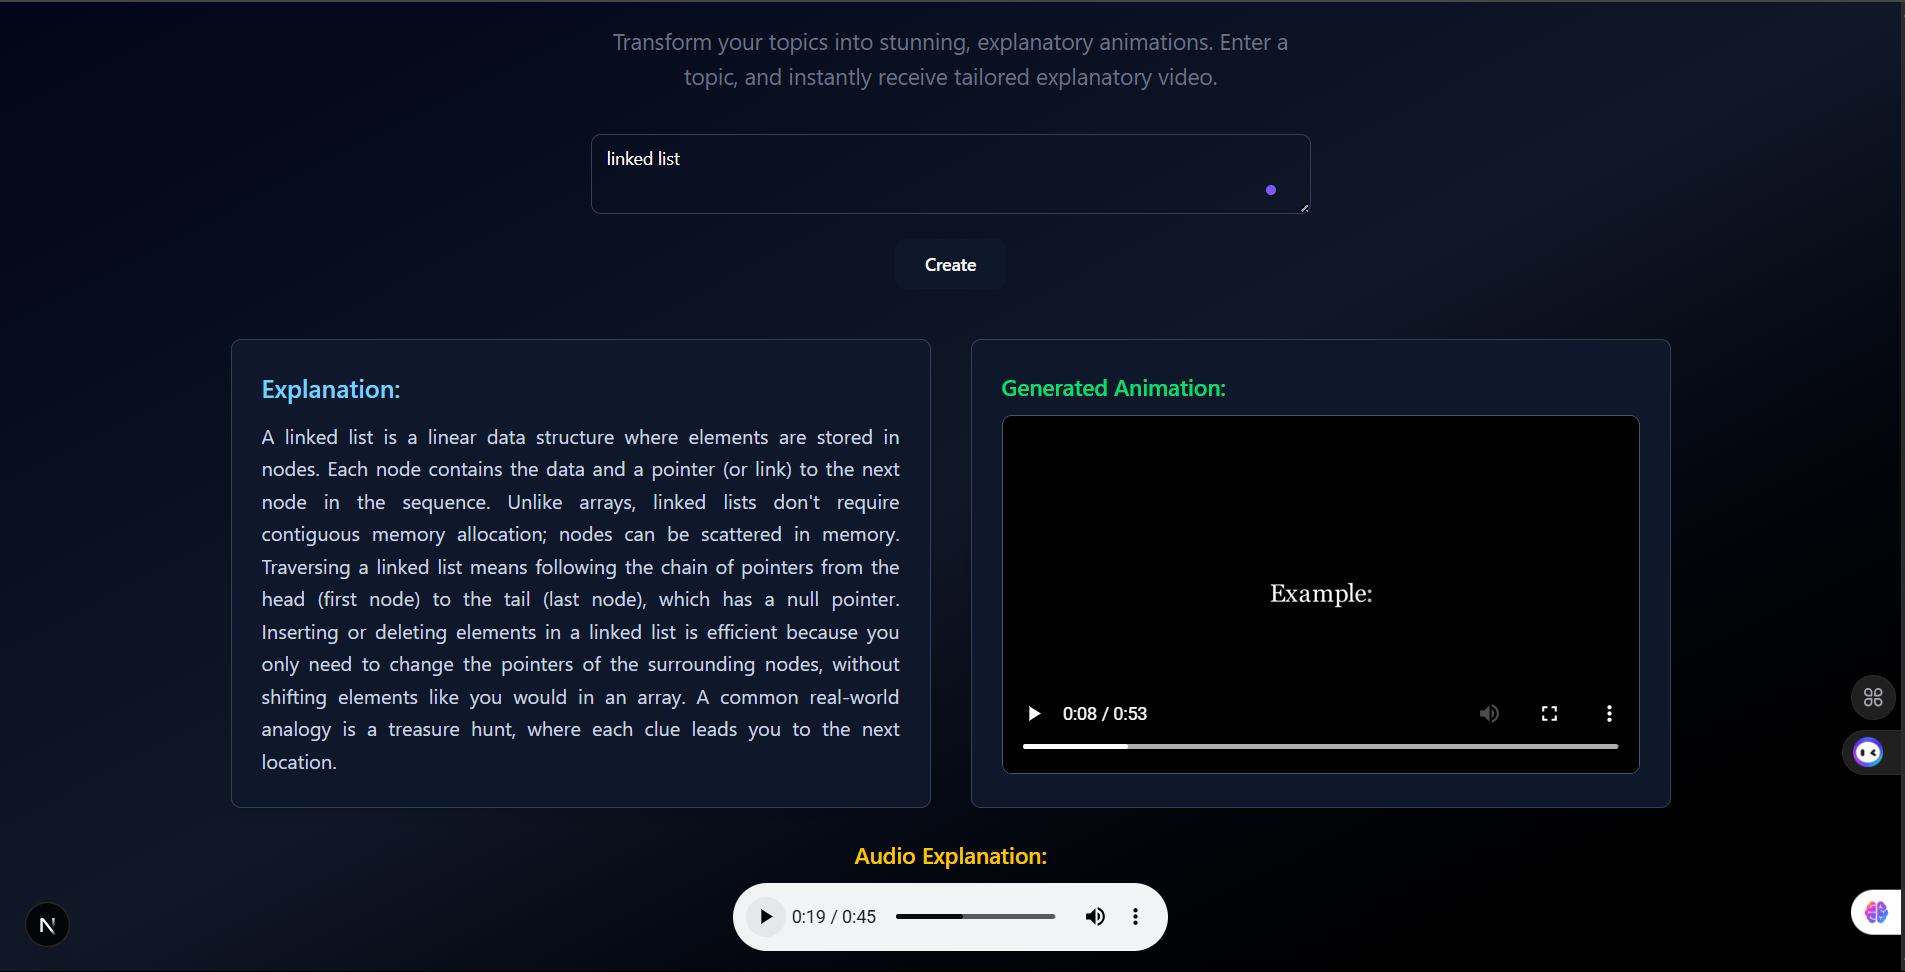 Transform your topics into stunning, explanatory animations. Enter a
topic, and instantly receive tailored explanatory video.
linked list
Create
Explanation:
A linked list is a linear data structure where elements are stored in
nodes. Each node contains the data and a pointer (or link) to the next
node in the sequence. Unlike arrays, linked lists don't require
contiguous memory allocation; nodes can be scattered in memory.
Traversing a linked list means following the chain of pointers from the
head (first node) to the tail (last node), which has a null pointer.
Inserting or deleting elements in a linked list is efficient because you
only need to change the pointers of the surrounding nodes, without
shifting elements like you would in an array. A common real-world
analogy is a treasure hunt, where each clue leads you to the next
location.
Generated Animation:
Example:
0:08 / 0:53
Audio Explanation:
0:19 / 0:45
N